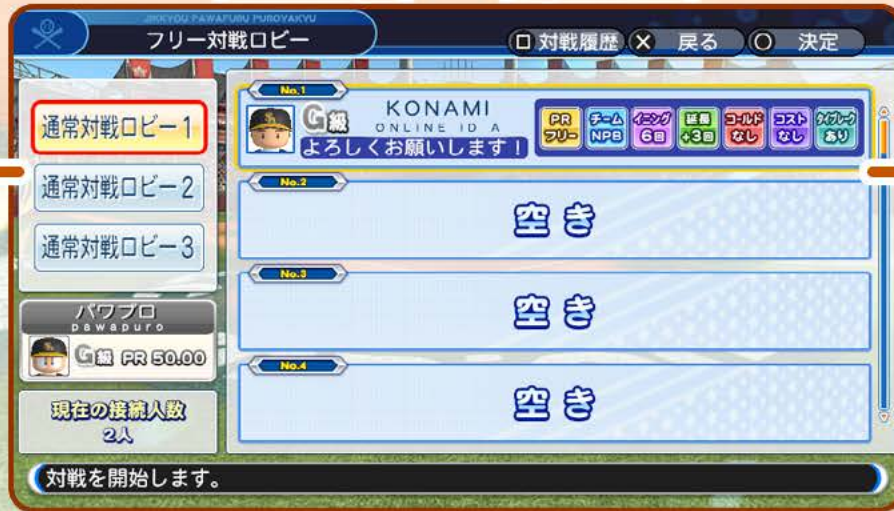 JIKKYOU PAWAFURU PUROYAKYU
フリー対戦ロビー
□ 対戦履歴 × 戻る ○ 決定
通常対戦ロビー1
通常対戦ロビー2
通常対戦ロビー3
パワプロ
pawapuro
G級 PR 50.00
現在の接続人数
2人
No.1
G級
KONAMI
ONLINE ID A
よろしくお願いします!
PR
フリー
チーム
NPB
イニング
6回
延長
+3回
コールド
なし
コスト
なし
タイブレーク
あり
No.2
空き
No.3
空き
No.4
空き
対戦を開始します。